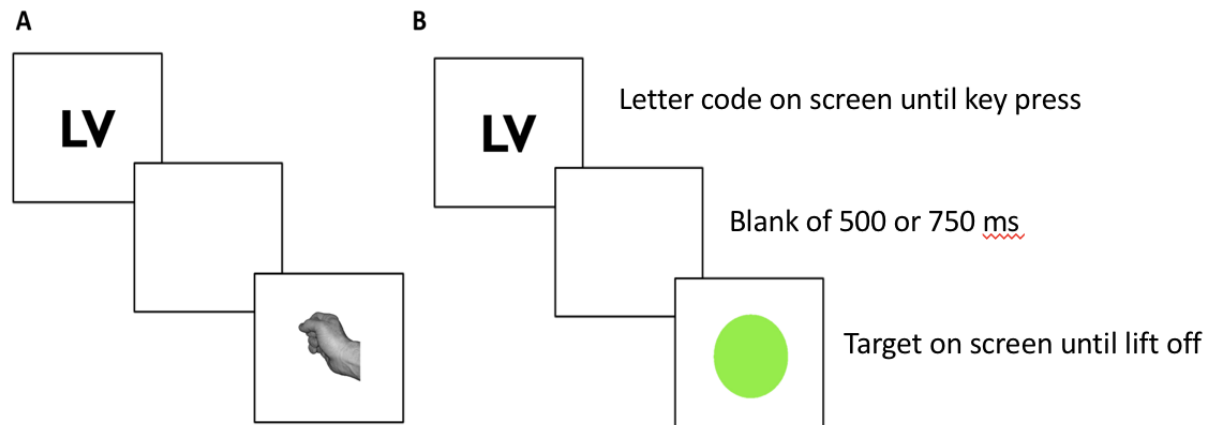 A
B
LV
LV
Letter code on screen until key press
Blank of 500 or 750 ms
Target on screen until lift off